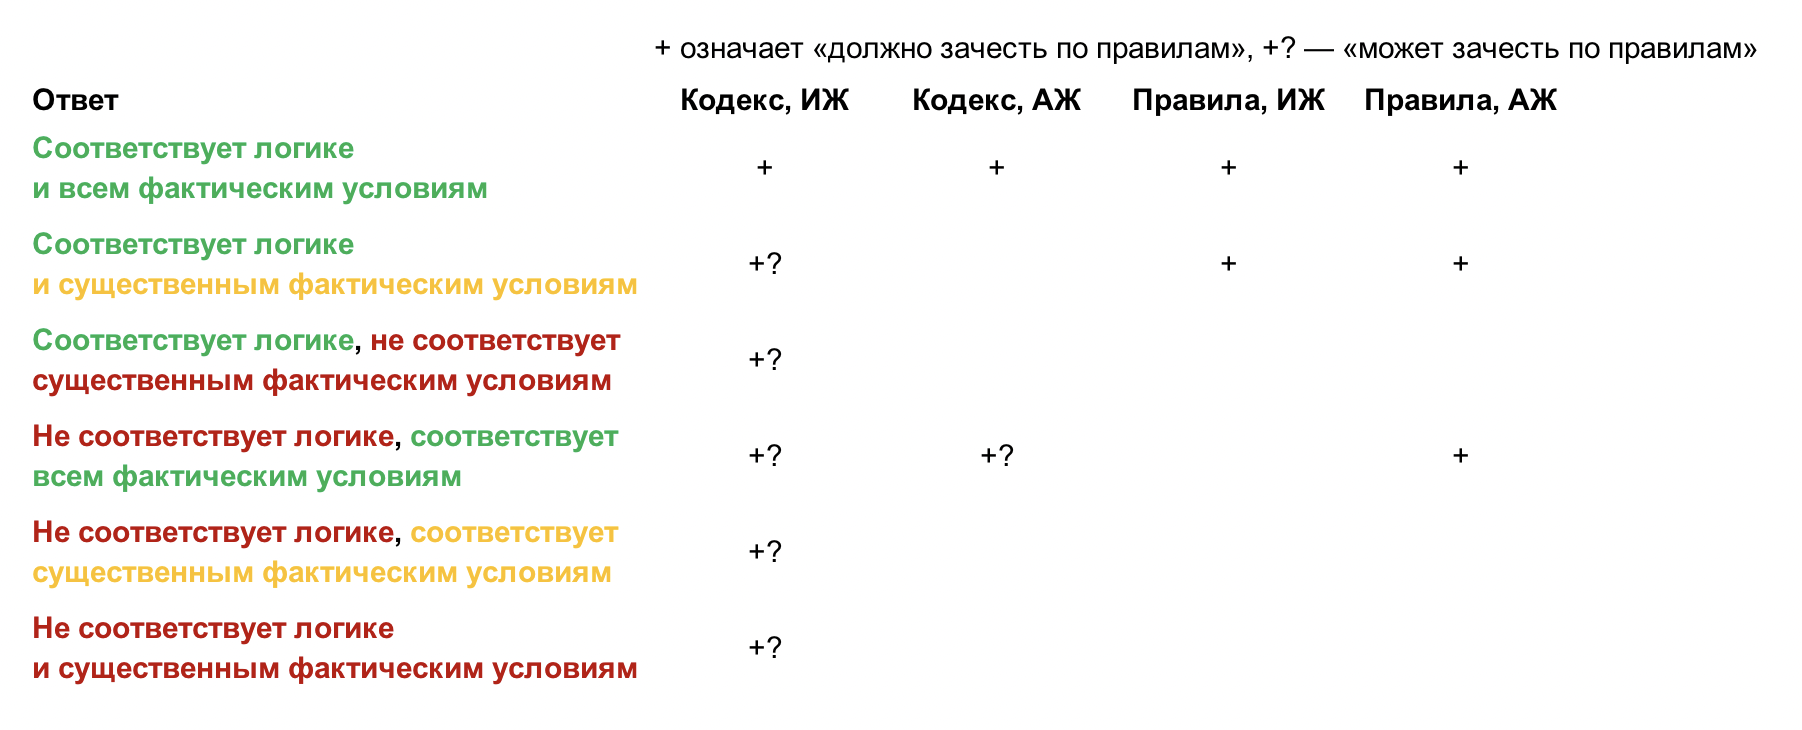 + означает «должно зачесть по правилам», +? — «может зачесть по правилам»
Ответ Кодекс, ИЖ Кодекс, АЖ Правила, ИЖ Правила, АЖ
Соответствует логике
и всем фактическим условиям + + + +
Соответствует логике
и существенным фактическим условиям +? + +
Соответствует логике, не соответствует
существенным фактическим условиям +?
Не соответствует логике, соответствует
всем фактическим условиям +? +? +
Не соответствует логике, соответствует
существенным фактическим условиям +?
Не соответствует логике
и существенным фактическим условиям +?